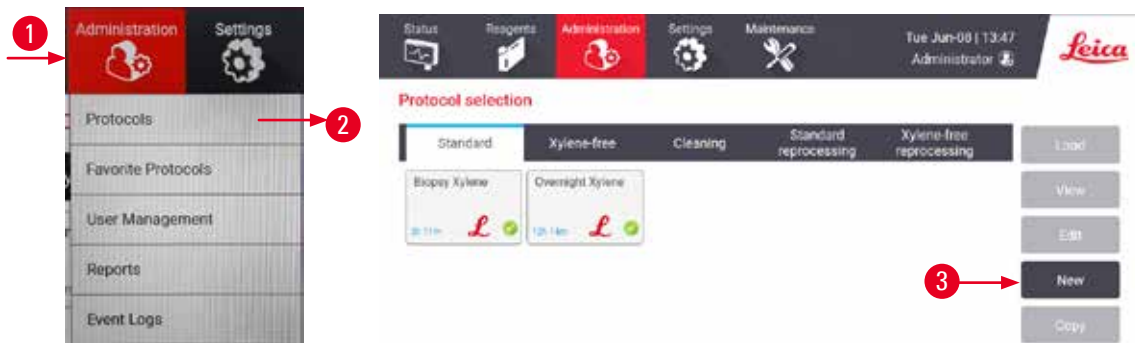 1
Administration
Settings
Protocols
2
Favorite Protocols
User Management
Reports
Event Logs
Status
Reagents
Administration
Settings
Maintenance
Tue Jun-08 | 13:47
Administrator
Leica
Protocol selection
Standard
Xylene-free
Cleaning
Standard
reprocessing
Xylene-free
reprocessing
Load
Biopsy Xylene
Overnight Xylene
View
L
12h 14m
L
Edit
3
New
Copy